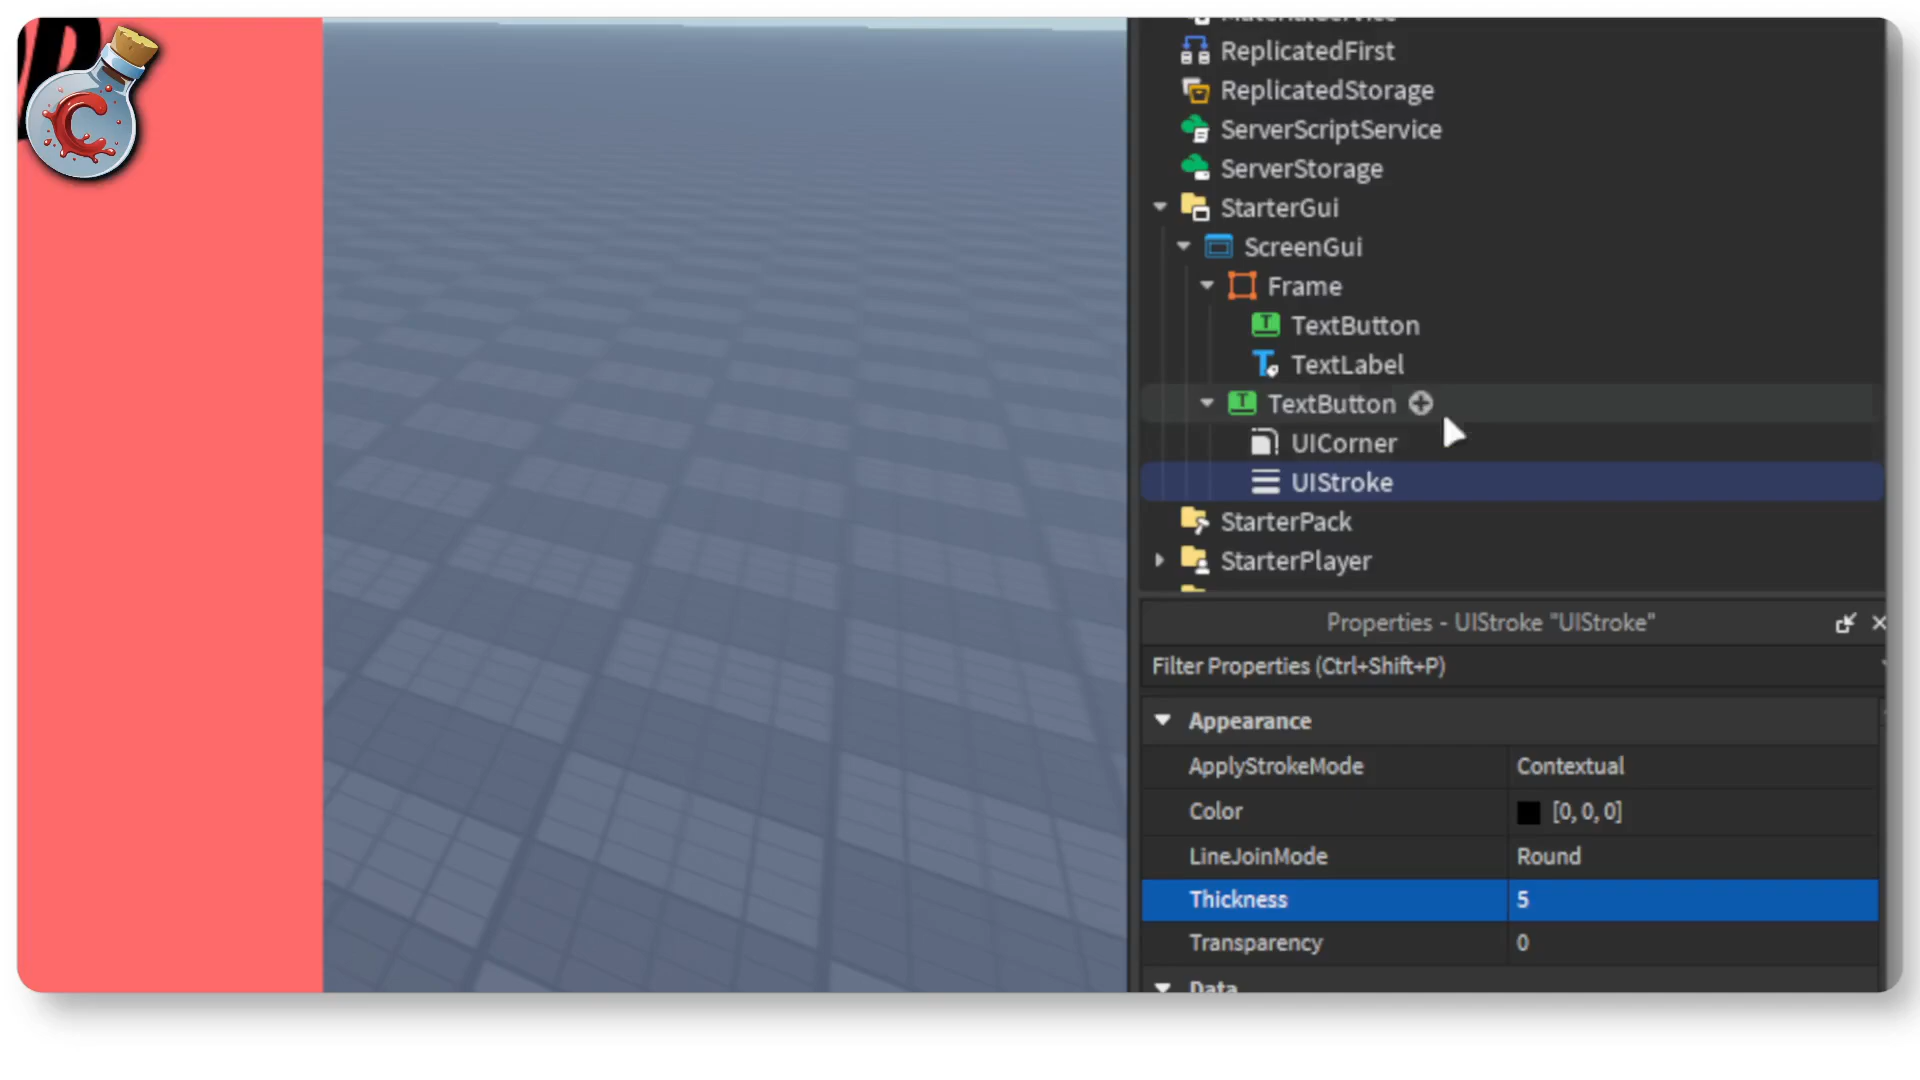 MaterialService
ReplicatedFirst
ReplicatedStorage
ServerScriptService
ServerStorage
StarterGui
ScreenGui
Frame
TextButton
TextLabel
TextButton
UICorner
UIStroke
StarterPack
StarterPlayer
Properties - UIStroke "UIStroke"
Filter Properties (Ctrl+Shift+P)
Appearance
ApplyStrokeMode Contextual
Color [0, 0, 0]
LineJoinMode Round
Thickness 5
Transparency 0
Data